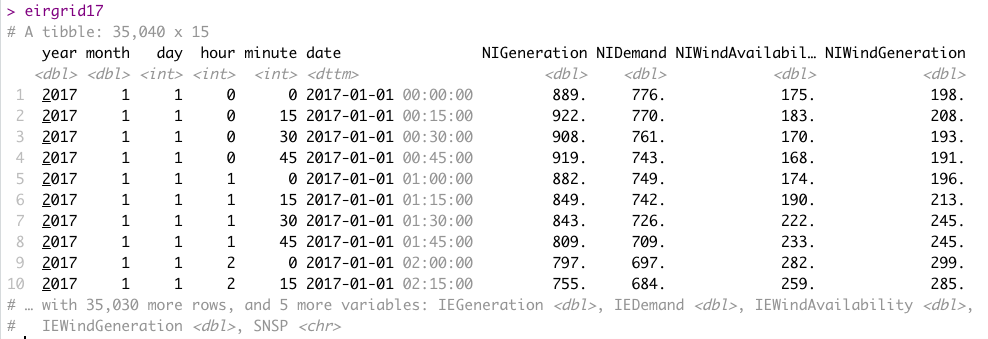 > eirgrid17
# A tibble: 35,040 x 15
year month day hour minute date NIGeneration NIDemand NIWindAvailabil… NIWindGeneration
<dbl> <dbl> <int> <int> <int> <dttm> <dbl> <dbl> <dbl> <dbl>
1 2017 1 1 0 0 2017-01-01 00:00:00 889. 776. 175. 198.
2 2017 1 1 0 15 2017-01-01 00:15:00 922. 770. 183. 208.
3 2017 1 1 0 30 2017-01-01 00:30:00 908. 761. 170. 193.
4 2017 1 1 0 45 2017-01-01 00:45:00 919. 743. 168. 191.
5 2017 1 1 1 0 2017-01-01 01:00:00 882. 749. 174. 196.
6 2017 1 1 1 15 2017-01-01 01:15:00 849. 742. 190. 213.
7 2017 1 1 1 30 2017-01-01 01:30:00 843. 726. 222. 245.
8 2017 1 1 1 45 2017-01-01 01:45:00 809. 709. 233. 245.
9 2017 1 1 2 0 2017-01-01 02:00:00 797. 697. 282. 299.
10 2017 1 1 2 15 2017-01-01 02:15:00 755. 684. 259. 285.
# … with 35,030 more rows, and 5 more variables: IEGeneration <dbl>, IEDemand <dbl>, IEWindAvailability <dbl>,
# IEWindGeneration <dbl>, SNSP <chr>